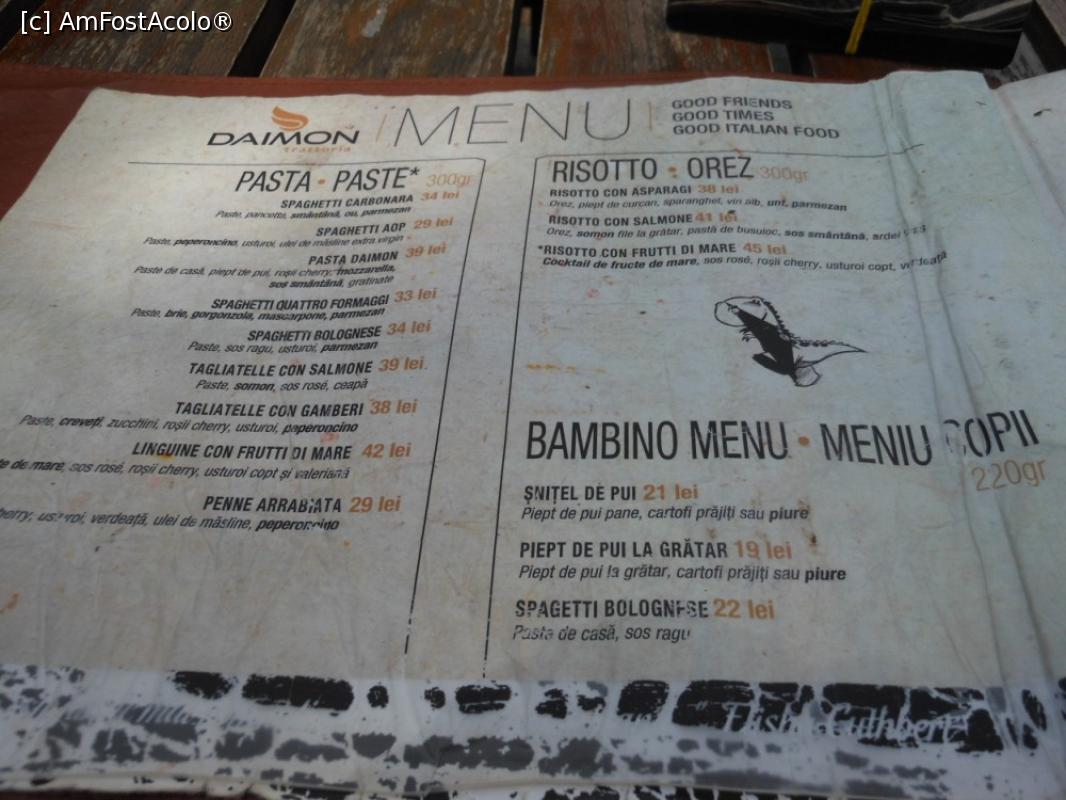 [c] AmFostAcolo®
DAIMON
trattoria
MENU
GOOD FRIENDS
GOOD TIMES
GOOD ITALIAN FOOD
PASTA • PASTE* 300gr
SPAGHETTI CARBONARA 34 lei
Paste, pancetta, smântână, ou, parmezan
SPAGHETTI AOP 29 lei
Paste, peperoncino, usturoi, ulei de măsline extra virgin
PASTA DAIMON 39 lei
Paste de casă, piept de pui, roșii cherry, mozzarella,
sos smântână, gratinate
SPAGHETTI QUATTRO FORMAGGI 33 lei
Paste, brie, gorgonzola, mascarpone, parmezan
SPAGHETTI BOLOGNESE 34 lei
Paste, sos ragu, usturoi, parmezan
TAGLIATELLE CON SALMONE 39 lei
Paste, somon, sos rosé, ceapă
TAGLIATELLE CON GAMBERI 38 lei
Paste, creveți, zucchini, roșii cherry, usturoi, peperoncino
LINGUINE CON FRUTTI DI MARE 42 lei
de mare, sos rosé, roșii cherry, usturoi copt și valeriană
PENNE ARRABIATA 29 lei
usturoi, verdeață, ulei de măsline, peperoncino
RISOTTO • OREZ 300gr
RISOTTO CON ASPARAGI 38 lei
Orez, piept de curcan, sparanghel, vin alb, unt, parmezan
RISOTTO CON SALMONE 41 lei
Orez, somon file la grătar, pastă de busuioc, sos smântână, ardei
*RISOTTO CON FRUTTI DI MARE 45 lei
*Cocktail de fructe de mare, sos rosé, roșii cherry, usturoi copt, verdeață
BAMBINO MENU • MENIU COPII
220gr
ȘNIȚEL DE PUI 21 lei
Piept de pui pane, cartofi prăjiți sau piure
PIEPT DE PUI LA GRĂTAR 19 lei
Piept de pui la grătar, cartofi prăjiți sau piure
SPAGETTI BOLOGNESE 22 lei
Paste de casă, sos ragu
Elisha Cuthbert